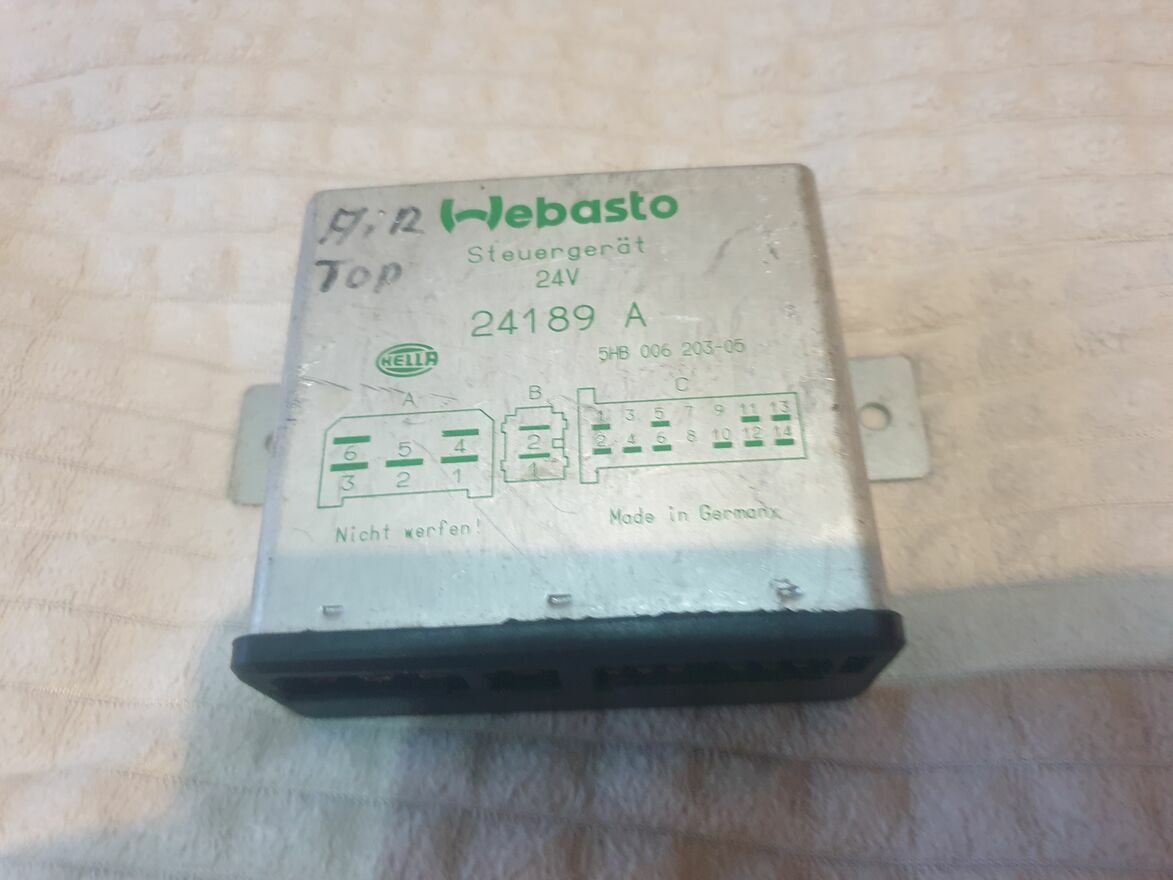 AiR
Webasto
Top
Steuergerät
24V
24189 A
HELLA
5HB 006 203-05
A
B
C
6 5 4
3 2 1
2
1
1 3 5 7 9 11 13
2 4 6 8 10 12 14
Nicht werfen!
Made in Germany